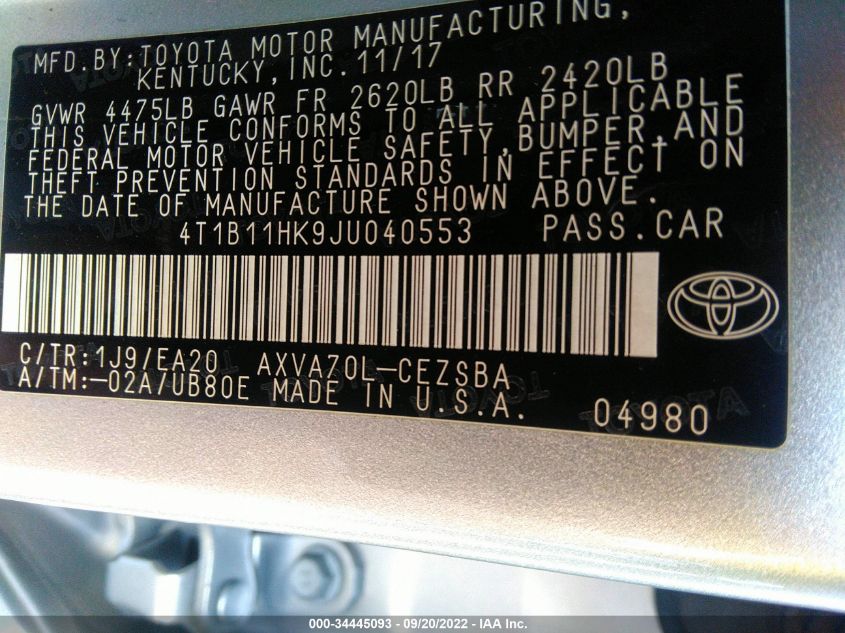 MFD. BY: TOYOTA MOTOR MANUFACTURING,
KENTUCKY, INC. 11/17
GVWR 4475LB GAWR FR 2620LB RR 2420LB
THIS VEHICLE CONFORMS TO ALL APPLICABLE
FEDERAL MOTOR VEHICLE SAFETY, BUMPER, AND
THEFT PREVENTION STANDARDS IN EFFECT ON
THE DATE OF MANUFACTURE SHOWN ABOVE.
4T1B11HK9JU040553 PASS.CAR
C/TR:1J9/EA20 AXVA70L-CEZSBA
A/TM:-02A/UB80E MADE IN U.S.A. 04980
000-34445093 - 09/20/2022 - IAA Inc.